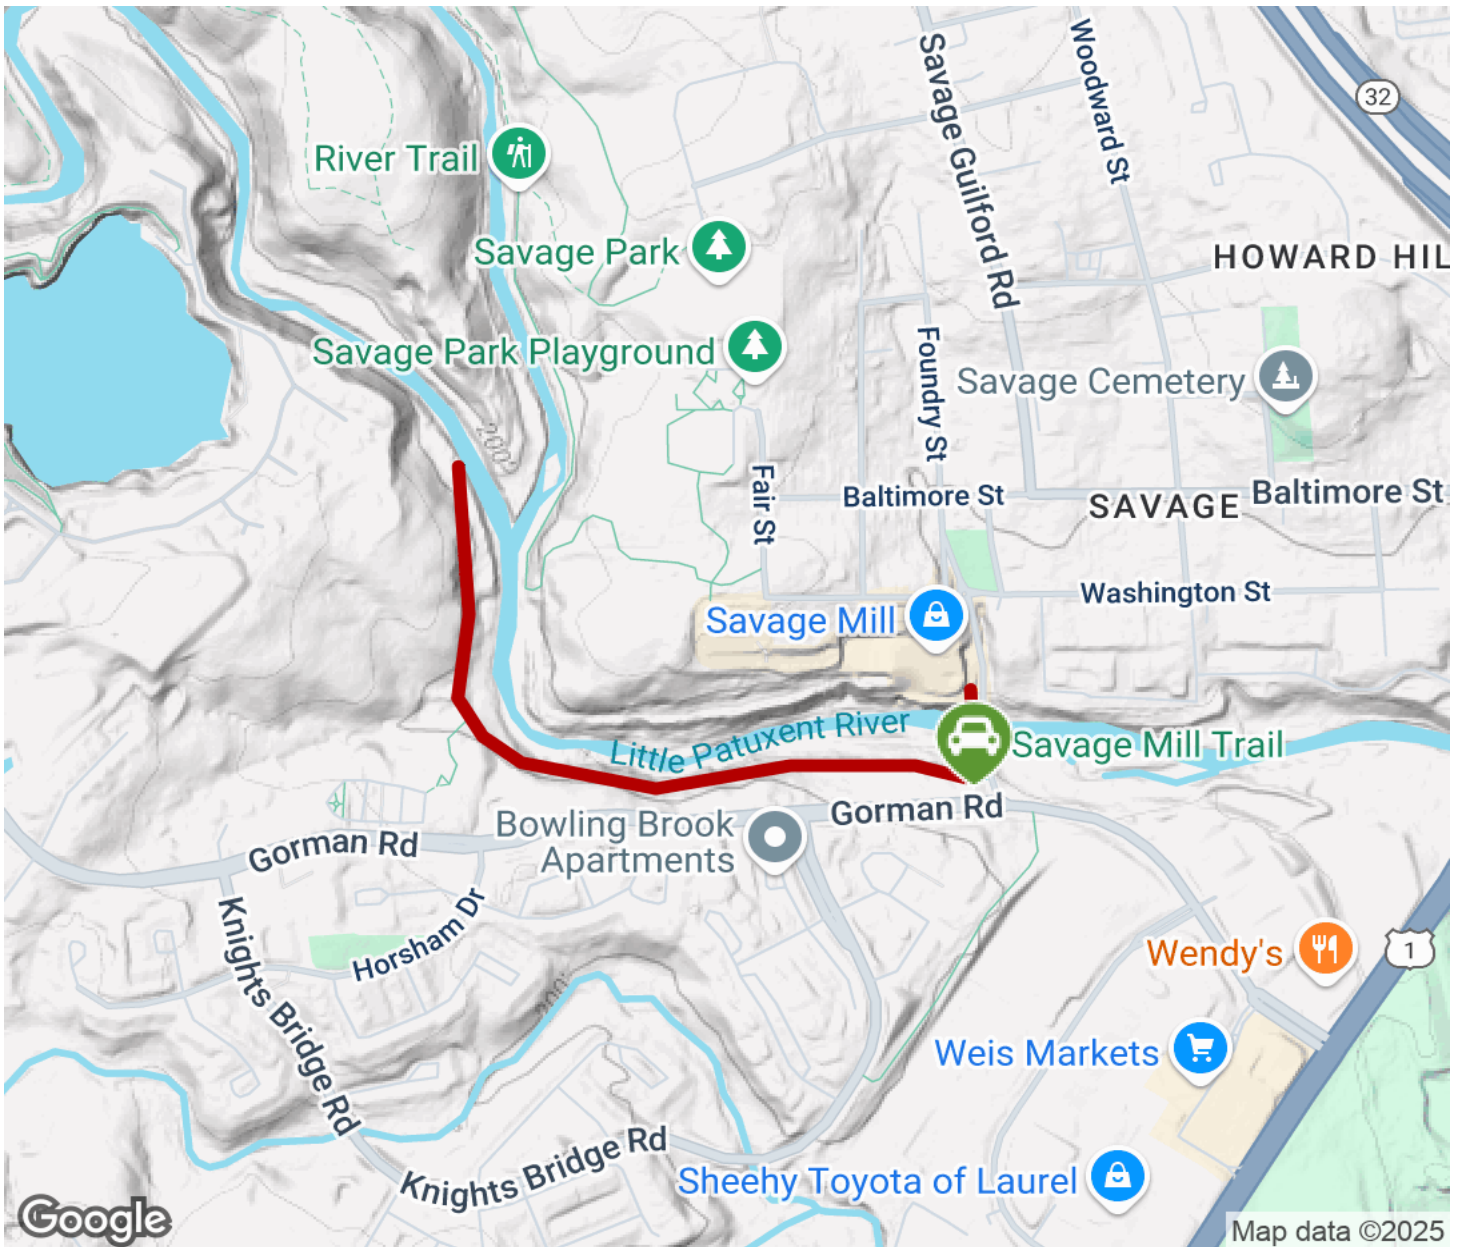 Savage Guilford Rd
Woodward St
32
River Trail
Savage Park
HOWARD HIL
Savage Park Playground
Foundry St
Savage Cemetery
200
Fair St
Baltimore St
SAVAGE
Baltimore St
Washington St
Savage Mill
Little Patuxent River
Savage Mill Trail
Gorman Rd
Bowling Brook
Apartments
Gorman Rd
Horsham Dr
Knights Bridge Rd
200
Wendy's
1
Weis Markets
Knights Bridge Rd
Sheehy Toyota of Laurel
Google
Map data ©2025